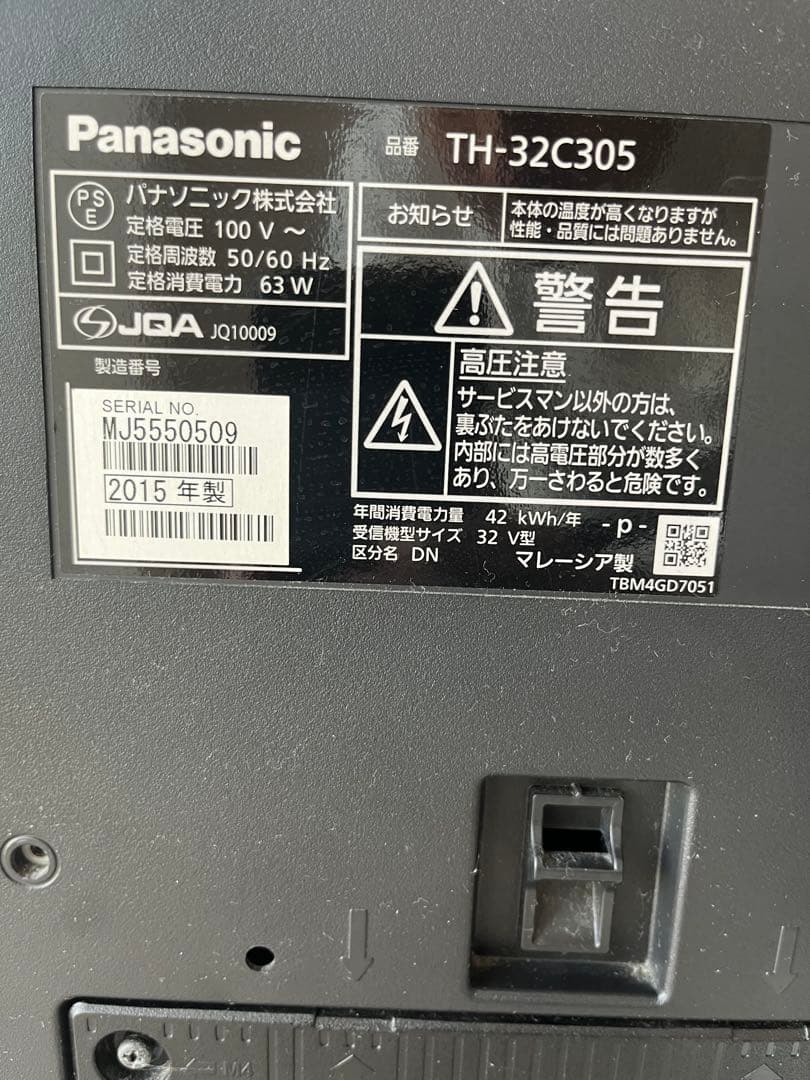 Panasonic
品番 TH-32C305
PS
E
パナソニック株式会社
定格電圧 100 V ～
定格周波数 50/60 Hz
定格消費電力 63 W
JQA JQ10009
製造番号
SERIAL NO.
MJ5550509
2015 年製
お知らせ
本体の温度が高くなりますが
性能・品質には問題ありません。
警告
高圧注意
サービスマン以外の方は、
裏ぶたをあけないでください。
内部には高電圧部分が数多く
あり、万一さわると危険です。
年間消費電力量 42 kWh/年 -p-
受信機型サイズ 32 V型
区分名 DN マレーシア製
TBM4GD7051
M4